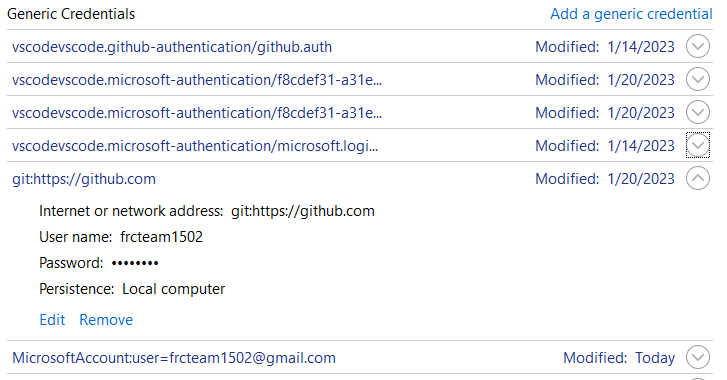 Generic Credentials Add a generic credential
vscodevscode.github-authentication/github.auth Modified: 1/14/2023
vscodevscode.microsoft-authentication/f8cdef31-a31e... Modified: 1/20/2023
vscodevscode.microsoft-authentication/f8cdef31-a31e... Modified: 1/20/2023
vscodevscode.microsoft-authentication/microsoft.logi... Modified: 1/14/2023
git:https://github.com Modified: 1/20/2023
Internet or network address: git:https://github.com
User name: frcteam1502
Password: ••••••••
Persistence: Local computer
Edit Remove
MicrosoftAccount:user=frcteam1502@gmail.com Modified: Today